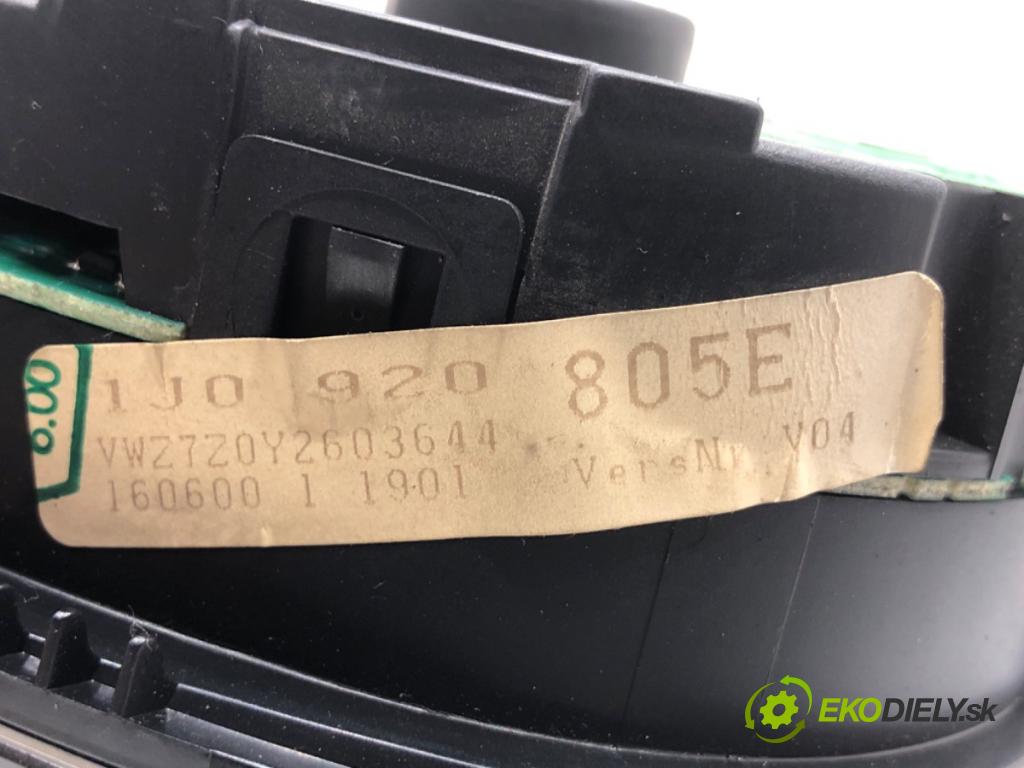 8.00
1J0 920 805E
VWZ7Z0Y2603644
VersNr. V04
160600 1 1901
EKODIELY.sk